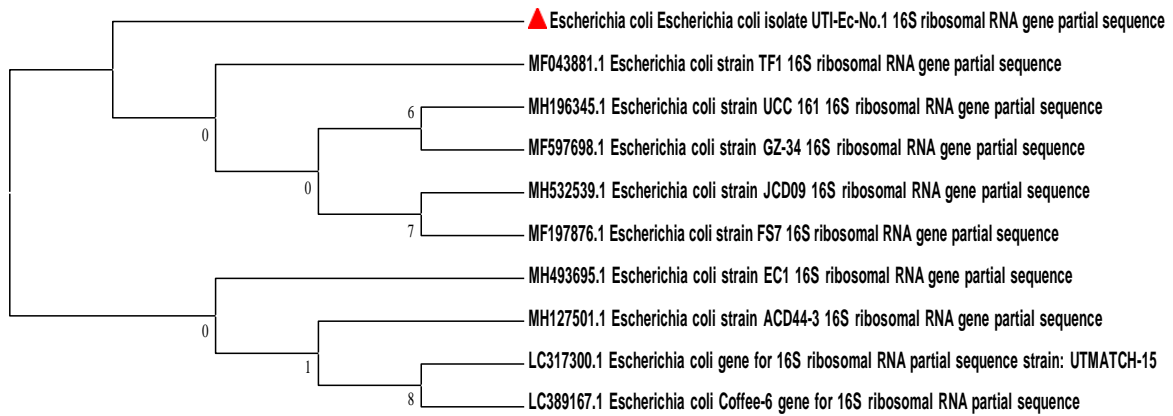 Escherichia coli Escherichia coli isolate UTI-Ec-No.1 16S ribosomal RNA gene partial sequence
MF043881.1 Escherichia coli strain TF1 16S ribosomal RNA gene partial sequence
MH196345.1 Escherichia coli strain UCC 161 16S ribosomal RNA gene partial sequence
6
MF597698.1 Escherichia coli strain GZ-34 16S ribosomal RNA gene partial sequence
0
MH532539.1 Escherichia coli strain JCD09 16S ribosomal RNA gene partial sequence
0
MF197876.1 Escherichia coli strain FS7 16S ribosomal RNA gene partial sequence
7
MH493695.1 Escherichia coli strain EC1 16S ribosomal RNA gene partial sequence
MH127501.1 Escherichia coli strain ACD44-3 16S ribosomal RNA gene partial sequence
0
LC317300.1 Escherichia coli gene for 16S ribosomal RNA partial sequence strain: UTMATCH-15
1
LC389167.1 Escherichia coli Coffee-6 gene for 16S ribosomal RNA partial sequence
8